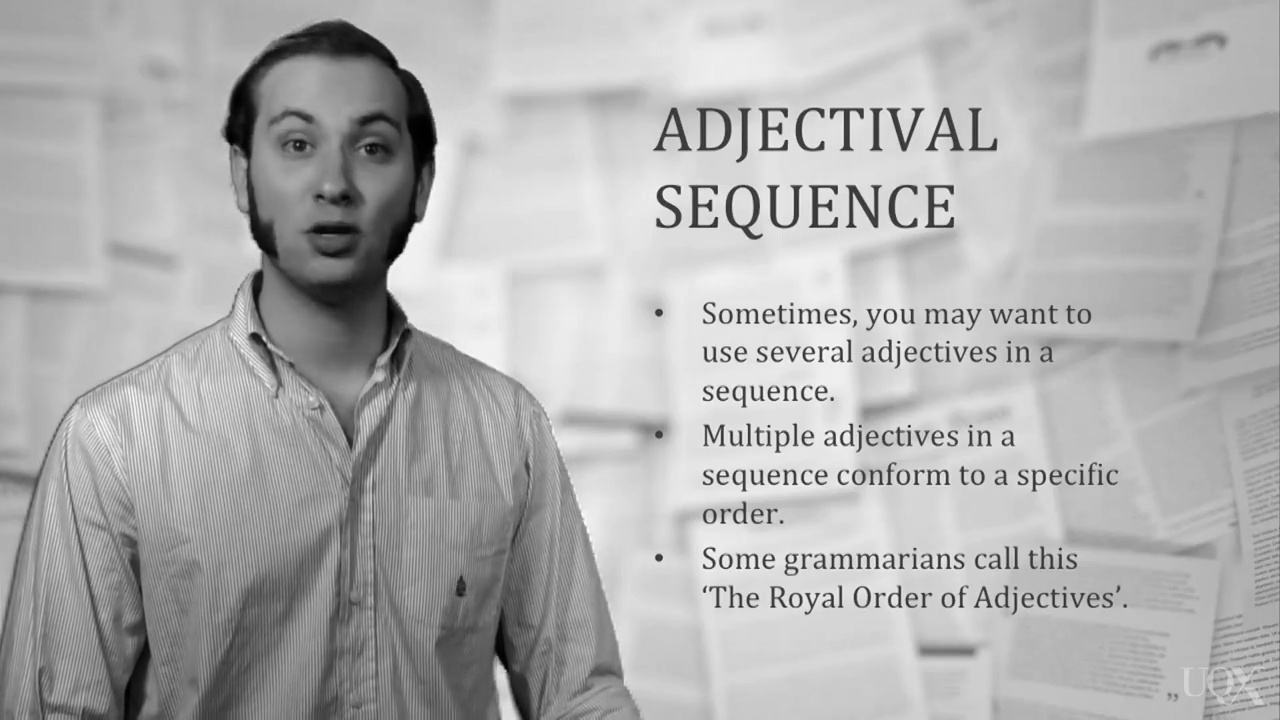 ADJECTIVAL
SEQUENCE
• Sometimes, you may want to
use several adjectives in a
sequence.
• Multiple adjectives in a
sequence conform to a specific
order.
• Some grammarians call this
‘The Royal Order of Adjectives’.
UQX